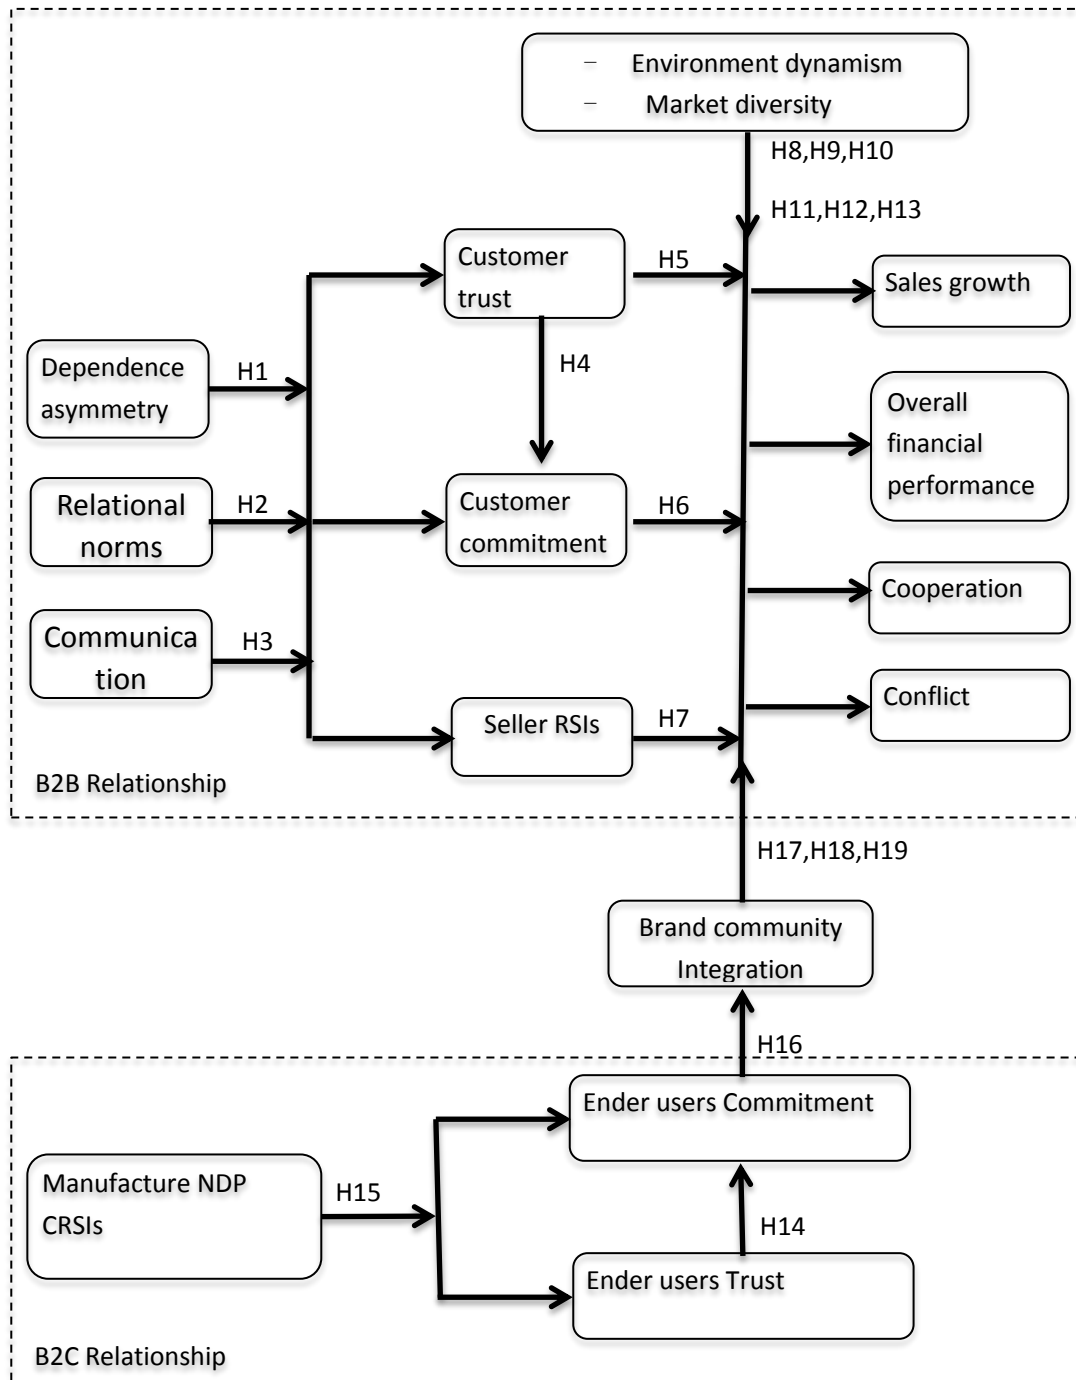 – Environment dynamism
– Market diversity
H8,H9,H10
H11,H12,H13
Customer
trust
H5
Sales growth
H4
Dependence
asymmetry
H1
Overall
financial
performance
Relational
norms
H2
Customer
commitment
H6
Cooperation
Communica
tion
H3
Conflict
Seller RSIs
H7
B2B Relationship
H17,H18,H19
Brand community
Integration
H16
Ender users Commitment
Manufacture NDP
CRSIs
H15
H14
Ender users Trust
B2C Relationship